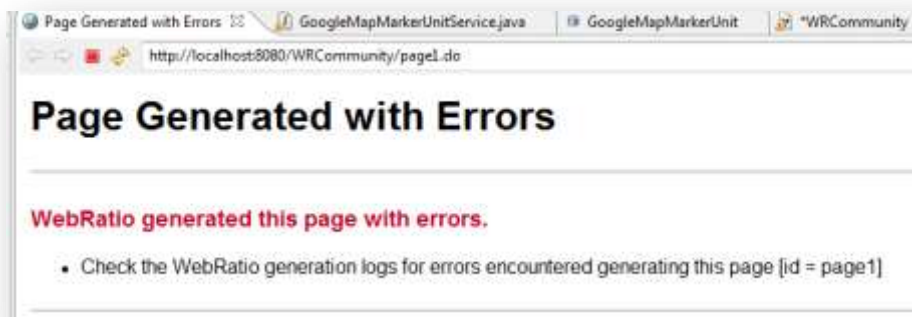 Page Generated with Errors GoogleMapMarkerUnitService.java GoogleMapMarkerUnit *WRCommunity
http://localhost:8080/WRCommunity/page1.do
Page Generated with Errors
WebRatio generated this page with errors.
• Check the WebRatio generation logs for errors encountered generating this page [id = page1]